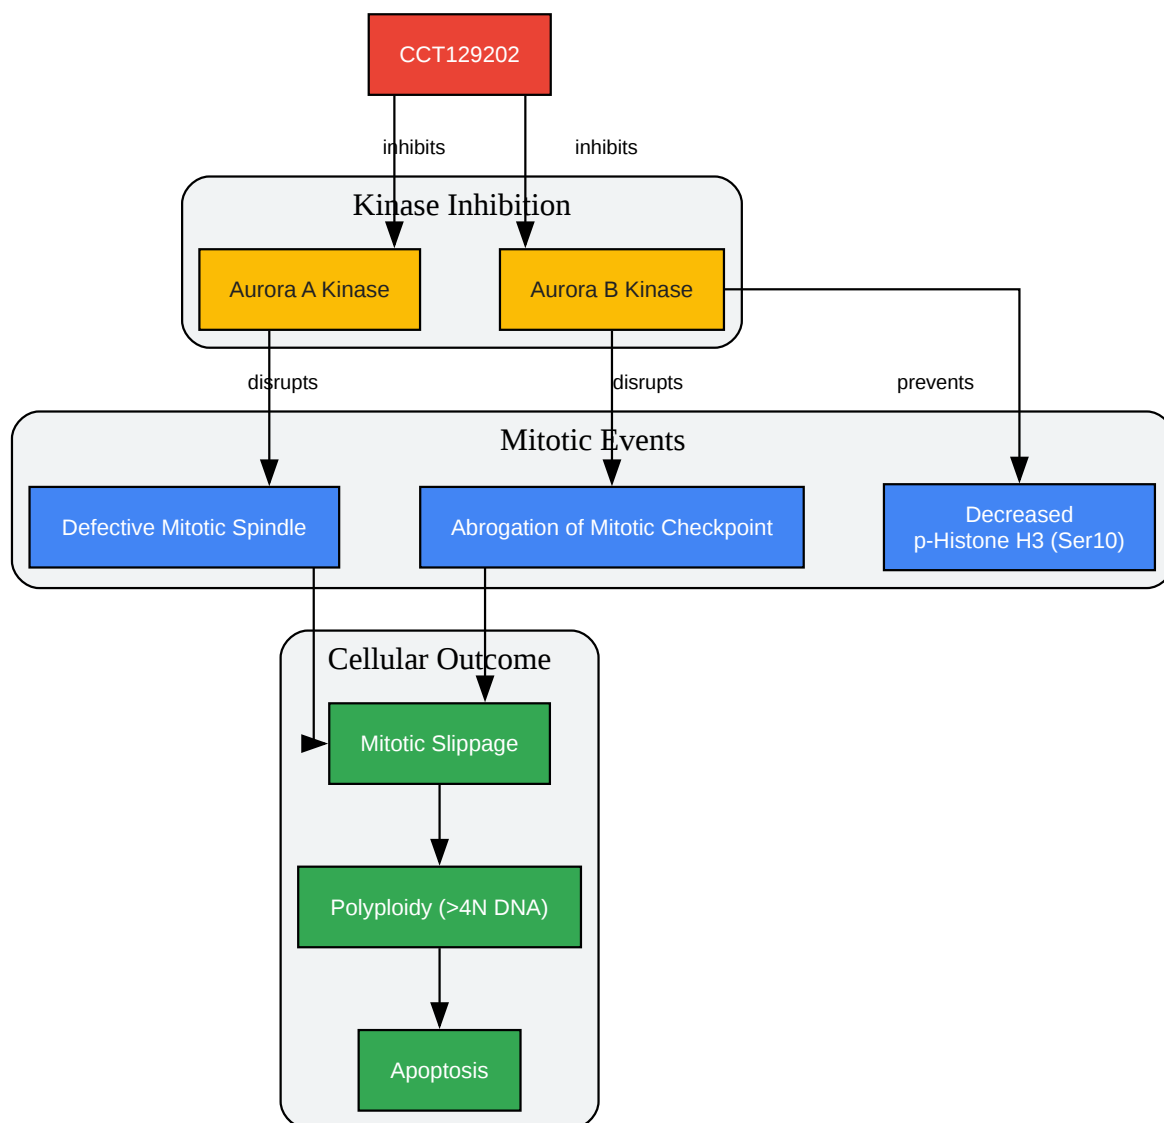 CCT129202
inhibits
inhibits
Kinase Inhibition
Aurora A Kinase
Aurora B Kinase
disrupts
disrupts
prevents
Mitotic Events
Defective Mitotic Spindle
Abrogation of Mitotic Checkpoint
Decreased
p-Histone H3 (Ser10)
Cellular Outcome
Mitotic Slippage
Polyploidy (>4N DNA)
Apoptosis